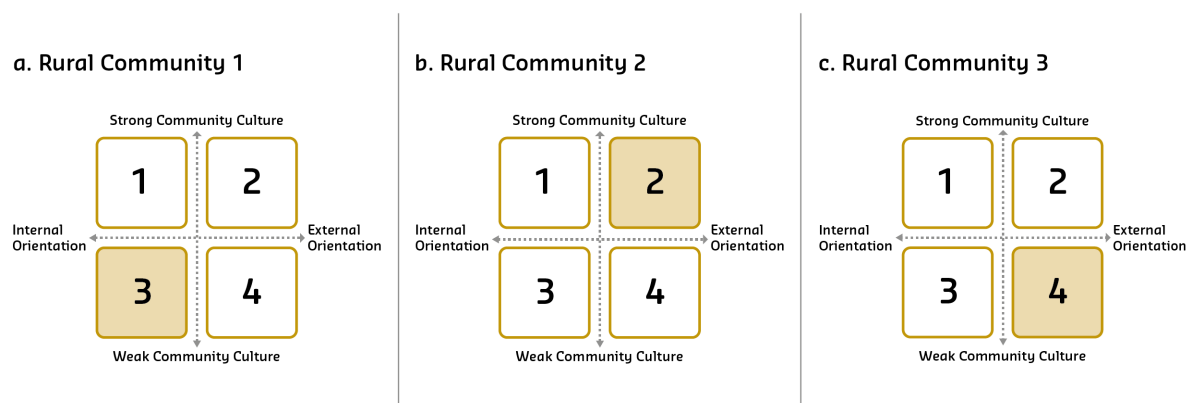 a. Rural Community 1
Strong Community Culture
1
2
Internal
Orientation
External
Orientation
3
4
Weak Community Culture
b. Rural Community 2
Strong Community Culture
1
2
Internal
Orientation
External
Orientation
3
4
Weak Community Culture
c. Rural Community 3
Strong Community Culture
1
2
Internal
Orientation
External
Orientation
3
4
Weak Community Culture